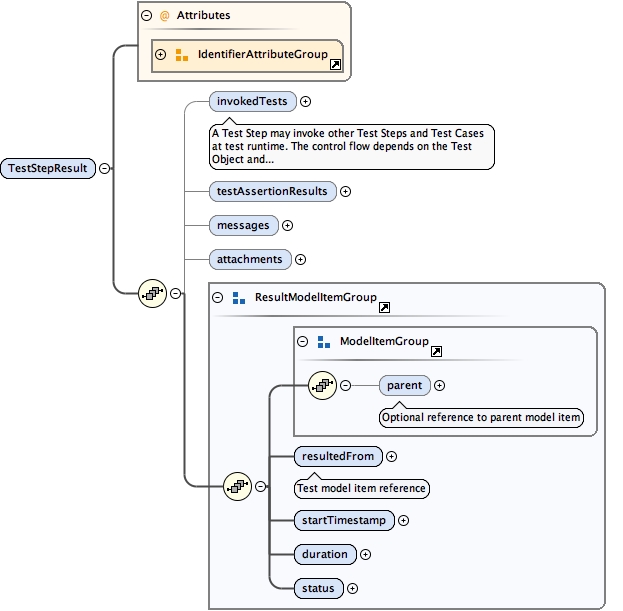 Attributes
IdentifierAttributeGroup
invokedTests
A Test Step may invoke other Test Steps and Test Cases
at test runtime. The control flow depends on the Test
Object and...
TestStepResult
testAssertionResults
messages
attachments
ResultModelItemGroup
ModelItemGroup
parent
Optional reference to parent model item
resultedFrom
Test model item reference
startTimestamp
duration
status